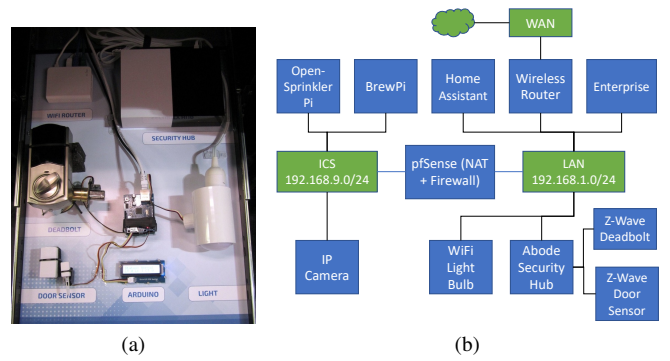 WIFI ROUTER
SECURITY HUB
DEADBOLT
DOOR SENSOR
ARDUINO
LIGHT
(a)
WAN
Open-
Sprinkler
Pi
BrewPi
Home
Assistant
Wireless
Router
Enterprise
ICS
192.168.9.0/24
pfSense (NAT
+ Firewall)
LAN
192.168.1.0/24
IP
Camera
WiFi
Light
Bulb
Abode
Security
Hub
Z-Wave
Deadbolt
Z-Wave
Door
Sensor
(b)